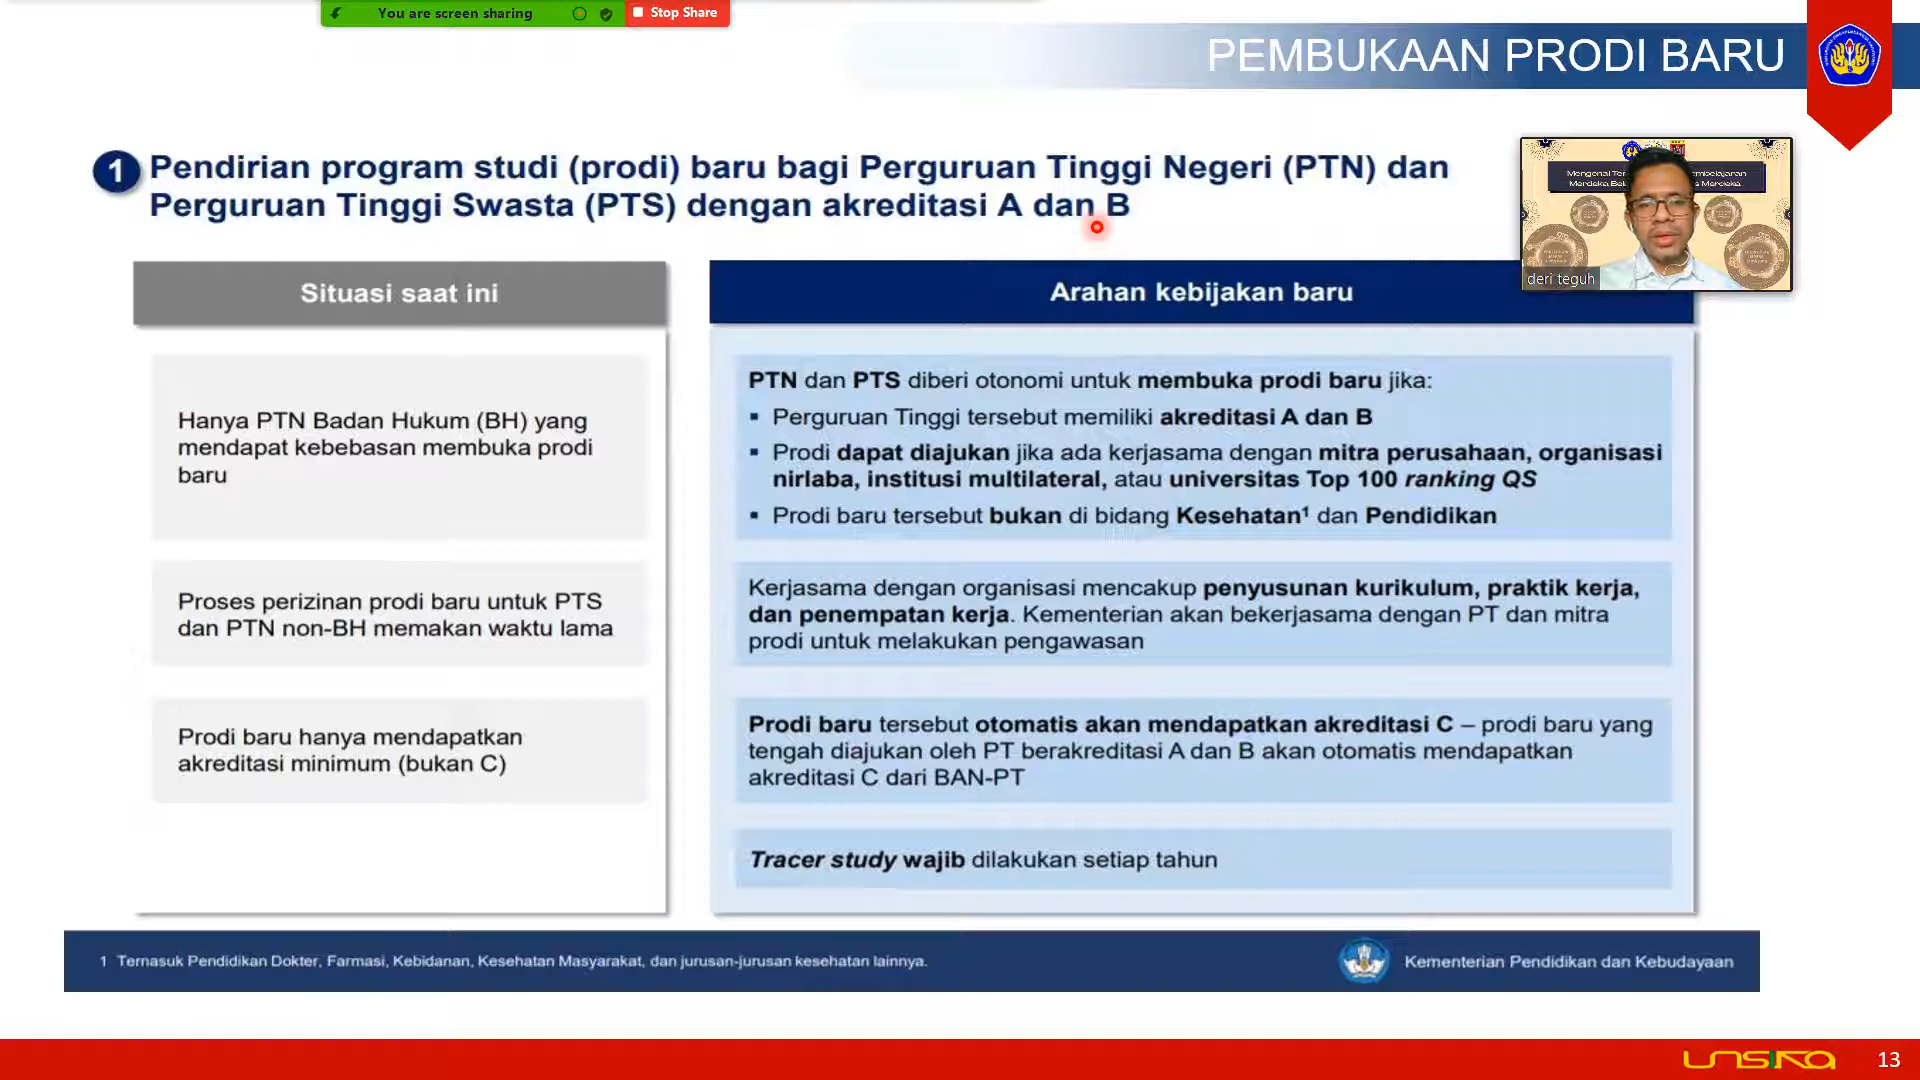 You are screen sharing
Stop Share
PEMBUKAAN PRODI BARU
1 Pendirian program studi (prodi) baru bagi Perguruan Tinggi Negeri (PTN) dan
Perguruan Tinggi Swasta (PTS) dengan akreditasi A dan B
Mengenal
Merdeka
Merdeka
deri teguh
Situasi saat ini
Hanya PTN Badan Hukum (BH) yang
mendapat kebebasan membuka prodi
baru
Proses perizinan prodi baru untuk PTS
dan PTN non-BH memakan waktu lama
Prodi baru hanya mendapatkan
akreditasi minimum (bukan C)
Arahan kebijakan baru
PTN dan PTS diberi otonomi untuk membuka prodi baru jika:
▪ Perguruan Tinggi tersebut memiliki akreditasi A dan B
▪ Prodi dapat diajukan jika ada kerjasama dengan mitra perusahaan, organisasi
nirlaba, institusi multilateral, atau universitas Top 100 ranking QS
▪ Prodi baru tersebut bukan di bidang Kesehatan¹ dan Pendidikan
Kerjasama dengan organisasi mencakup penyusunan kurikulum, praktik kerja,
dan penempatan kerja. Kementerian akan bekerjasama dengan PT dan mitra
prodi untuk melakukan pengawasan
Prodi baru tersebut otomatis akan mendapatkan akreditasi C – prodi baru yang
tengah diajukan oleh PT berakreditasi A dan B akan otomatis mendapatkan
akreditasi C dari BAN-PT
Tracer study wajib dilakukan setiap tahun
1 Termasuk Pendidikan Dokter, Farmasi, Kebidanan, Kesehatan Masyarakat, dan jurusan-jurusan kesehatan lainnya.
Kementerian Pendidikan dan Kebudayaan
UNSIKA
13